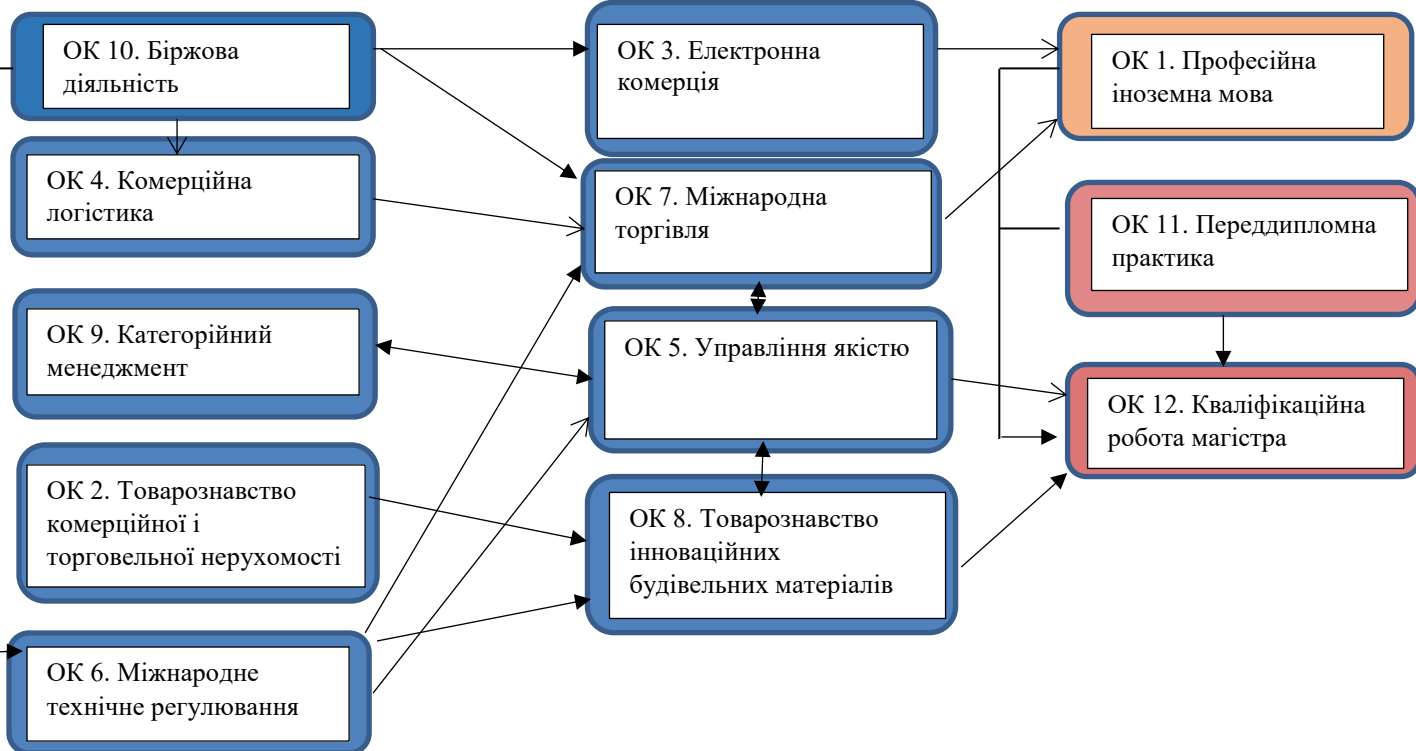 ОК 10. Біржова
діяльність
ОК 4. Комерційна
логістика
ОК 9. Категорійний
менеджмент
ОК 2. Товарознавство
комерційної і
торговельної нерухомості
ОК 6. Міжнародне
технічне регулювання
ОК 3. Електронна
комерція
ОК 7. Міжнародна
торгівля
ОК 5. Управління якістю
ОК 8. Товарознавство
інноваційних
будівельних матеріалів
ОК 1. Професійна
іноземна мова
ОК 11. Переддипломна
практика
ОК 12. Кваліфікаційна
робота магістра